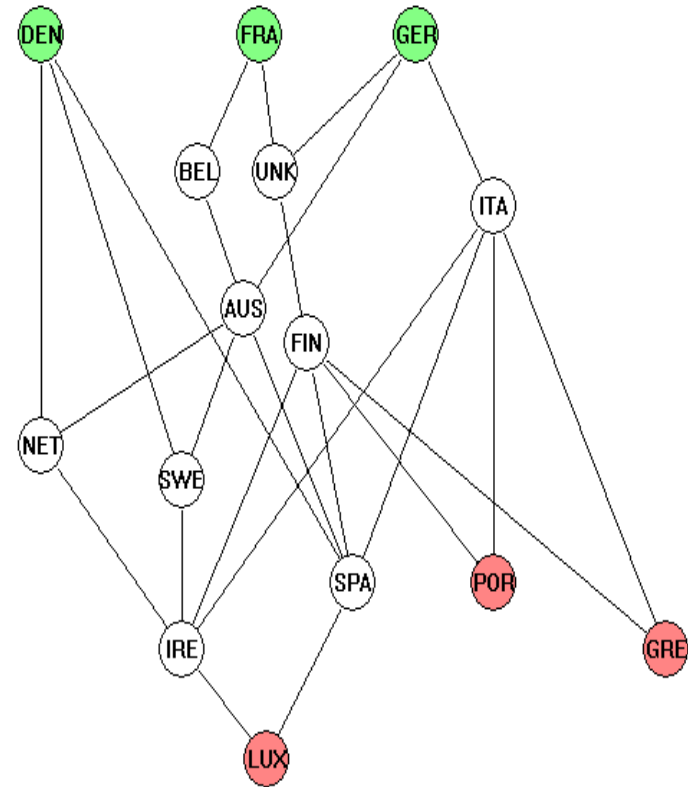 DEN
FRA
GER
BEL
UNK
ITA
AUS
FIN
NET
SWE
SPA
POR
IRE
GRE
LUX